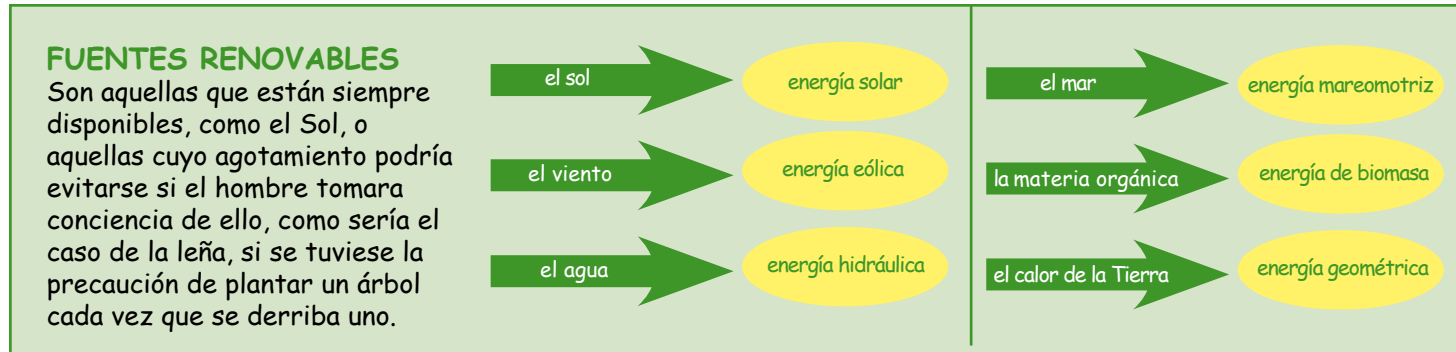 FUENTES RENOVABLES
Son aquellas que están siempre
disponibles, como el Sol, o
aquellas cuyo agotamiento podría
evitarse si el hombre tomara
conciencia de ello, como sería el
caso de la leña, si se tuviese la
precaución de plantar un árbol
cada vez que se derriba uno.
el sol
energía solar
el viento
energía eólica
el agua
energía hidráulica
el mar
energía mareomotriz
la materia orgánica
energía de biomasa
el calor de la Tierra
energía geométrica